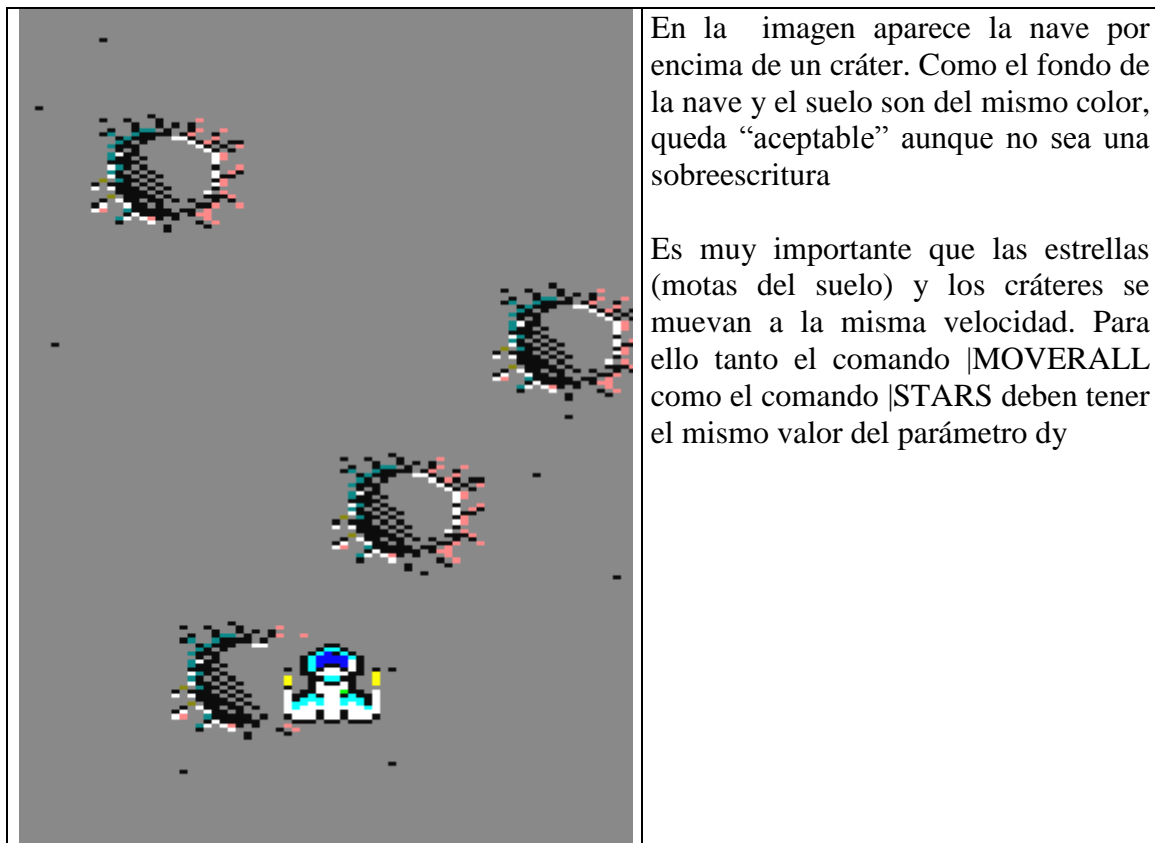 En la imagen aparece la nave por
encima de un cráter. Como el fondo de
la nave y el suelo son del mismo color,
queda “aceptable” aunque no sea una
sobreescritura
Es muy importante que las estrellas
(motas del suelo) y los cráteres se
muevan a la misma velocidad. Para
ello tanto el comando |MOVERALL
como el comando |STARS deben tener
el mismo valor del parámetro dy